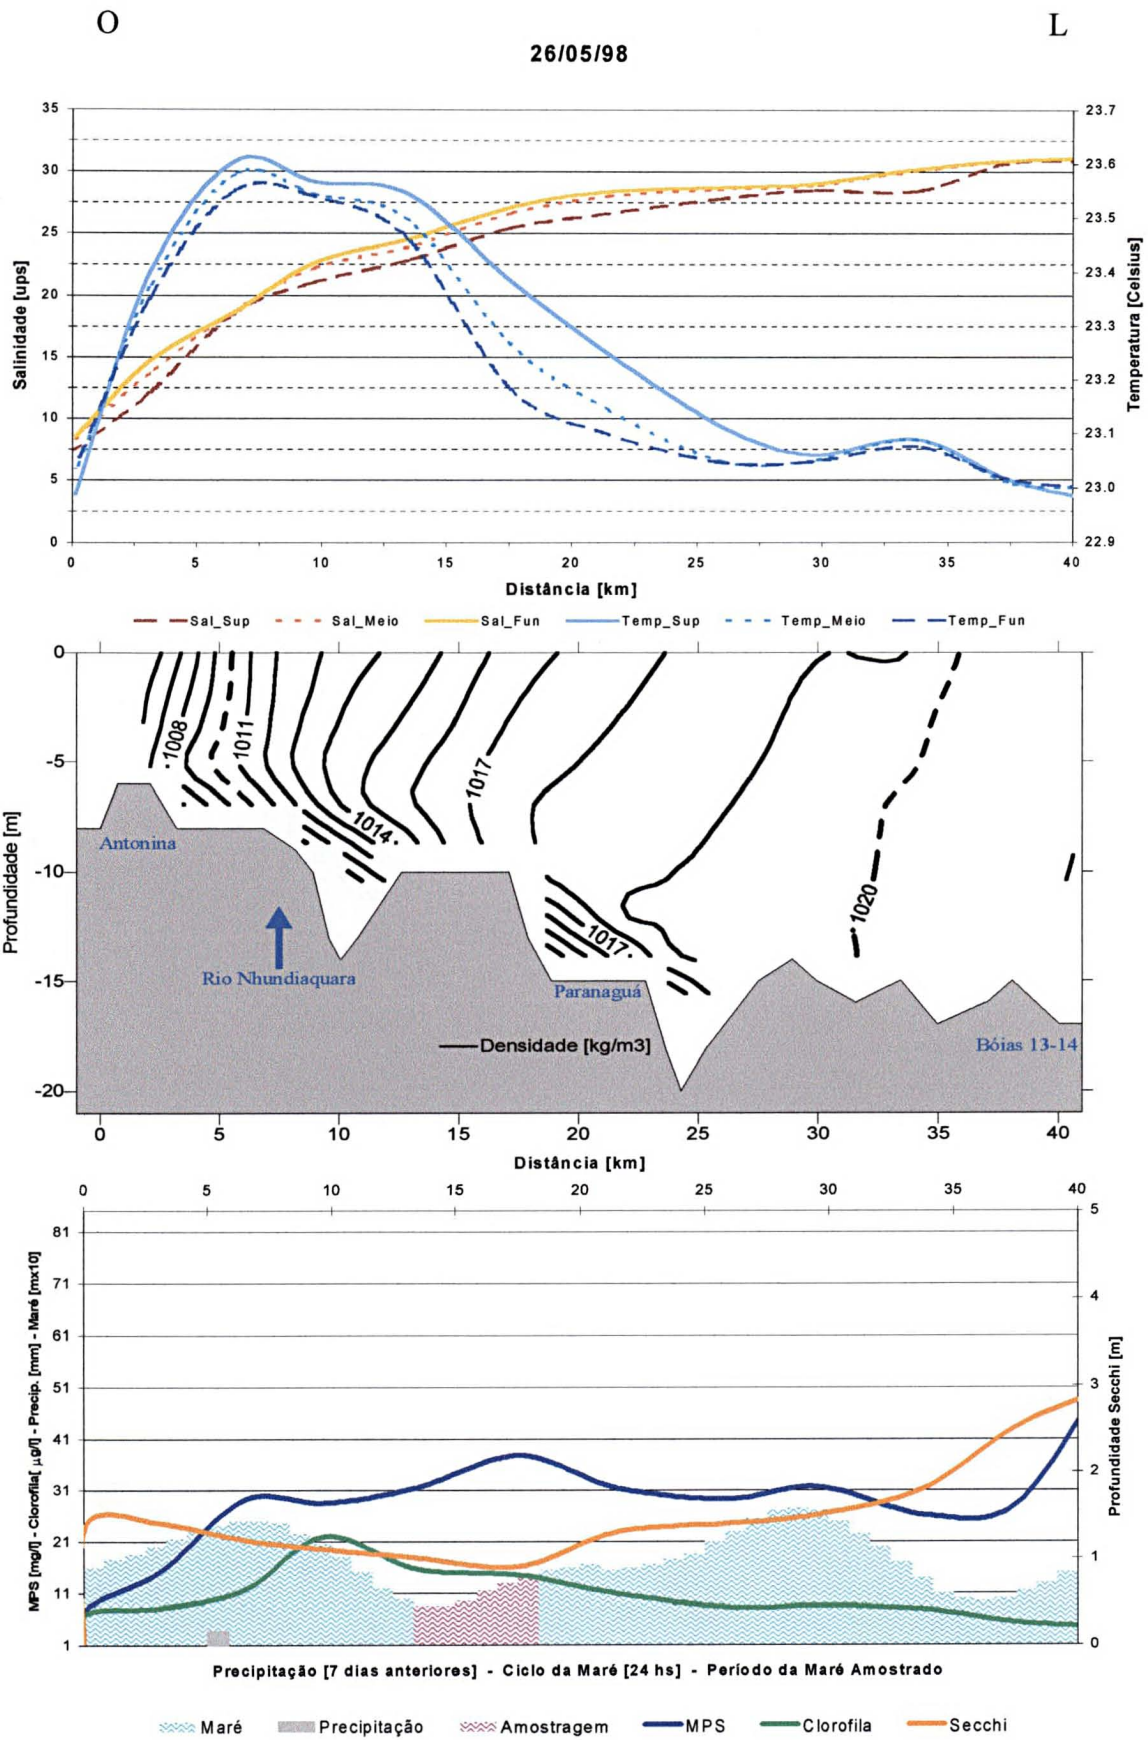 O L
26/05/98
35
30
25
20
15
10
5
0
Salinidade [ups]
23.7
23.6
23.5
23.4
23.3
23.2
23.1
23.0
22.9
Temperatura [Celsius]
0 5 10 15 20 25 30 35 40
Distância [km]
Sal_Sup Sal_Meio Sal_Fun Temp_Sup Temp_Meio Temp_Fun
0
-5
-10
-15
-20
Profundidade [m]
1008
1011
1014
1017
1017
1020
Antonina
Rio Nhundiaquara
Paranaguá
Bóias 13-14
Densidade [kg/m3]
0 5 10 15 20 25 30 35 40
Distância [km]
0 5 10 15 20 25 30 35 40
81
71
61
51
41
31
21
11
1
MPS [mg/l] - Clorofila[ µg/l] - Precip. [mm] - Maré [mx10]
5
4
3
2
1
0
Profundidade Secchi [m]
Precipitação [7 dias anteriores] - Ciclo da Maré [24 hs] - Período da Maré Amostrado
Maré Precipitação Amostragem MPS Clorofila Secchi